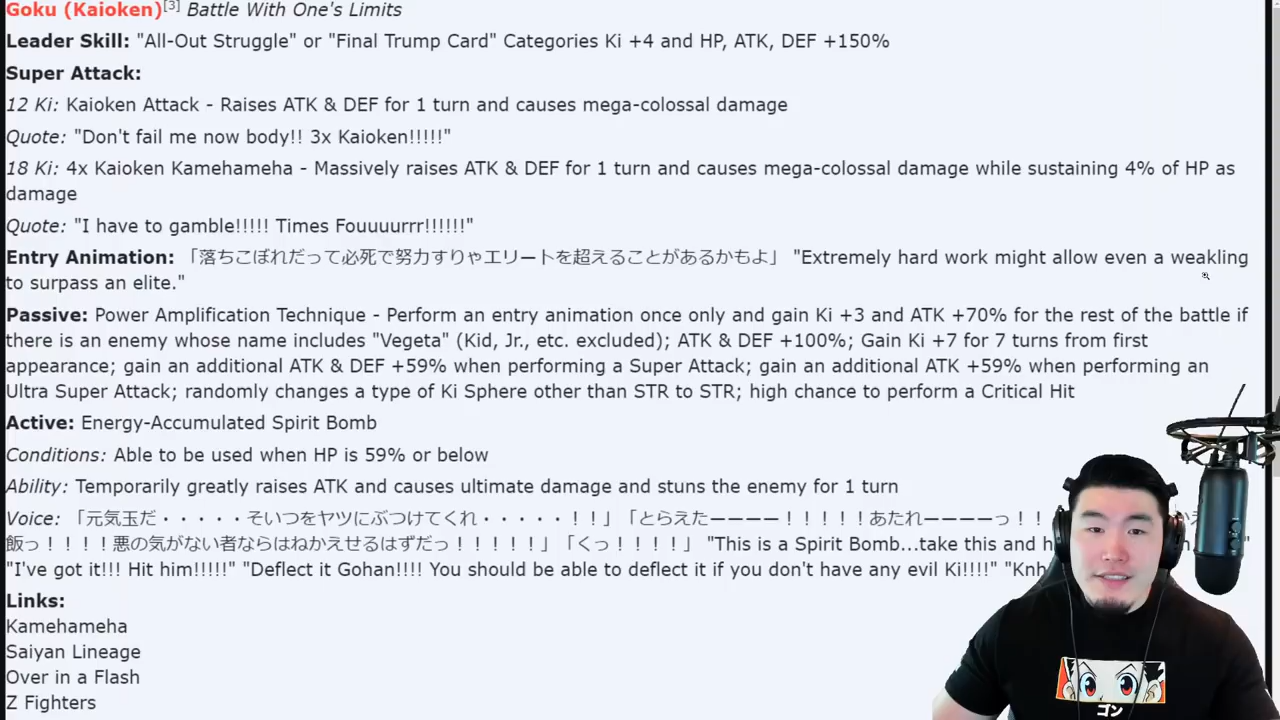 Goku (Kaioken)[3] Battle With One's Limits
Leader Skill: "All-Out Struggle" or "Final Trump Card" Categories Ki +4 and HP, ATK, DEF +150%
Super Attack:
12 Ki: Kaioken Attack - Raises ATK & DEF for 1 turn and causes mega-colossal damage
Quote: "Don't fail me now body!! 3x Kaioken!!!!!"
18 Ki: 4x Kaioken Kamehameha - Massively raises ATK & DEF for 1 turn and causes mega-colossal damage while sustaining 4% of HP as
damage
Quote: "I have to gamble!!!!! Times Fouuuurrr!!!!!!"
Entry Animation: 「落ちこぼれだって必死で努力すりゃエリートを超えることがあるかもよ」 "Extremely hard work might allow even a weakling
to surpass an elite."
Passive: Power Amplification Technique - Perform an entry animation once only and gain Ki +3 and ATK +70% for the rest of the battle if
there is an enemy whose name includes "Vegeta" (Kid, Jr., etc. excluded); ATK & DEF +100%; Gain Ki +7 for 7 turns from first
appearance; gain an additional ATK & DEF +59% when performing a Super Attack; gain an additional ATK +59% when performing an
Ultra Super Attack; randomly changes a type of Ki Sphere other than STR to STR; high chance to perform a Critical Hit
Active: Energy-Accumulated Spirit Bomb
Conditions: Able to be used when HP is 59% or below
Ability: Temporarily greatly raises ATK and causes ultimate damage and stuns the enemy for 1 turn
Voice: 「元気玉だ・・・・・そいつをヤツにぶつけてくれ・・・・・！！」「とらえたーーーー！！！！！あたれーーーーっ！！
飯っ！！！！悪の気がない者ならはねかえせるはずだっ！！！！！」「くっ！！！！」 "This is a Spirit Bomb...take this and
"I've got it!!! Hit him!!!!!" "Deflect it Gohan!!!! You should be able to deflect it if you don't have any evil Ki!!!!"
Links:
Kamehameha
Saiyan Lineage
Over in a Flash
Z Fighters
ゴン